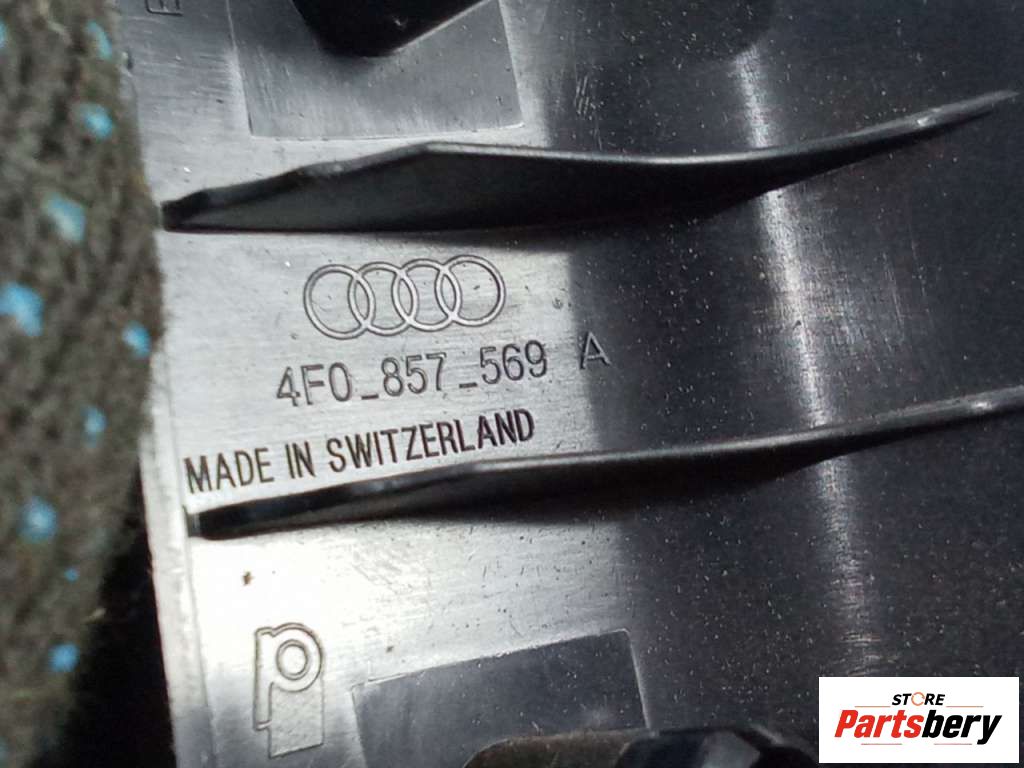 4F0_857_569 A
MADE IN SWITZERLAND
STORE
Partsbery